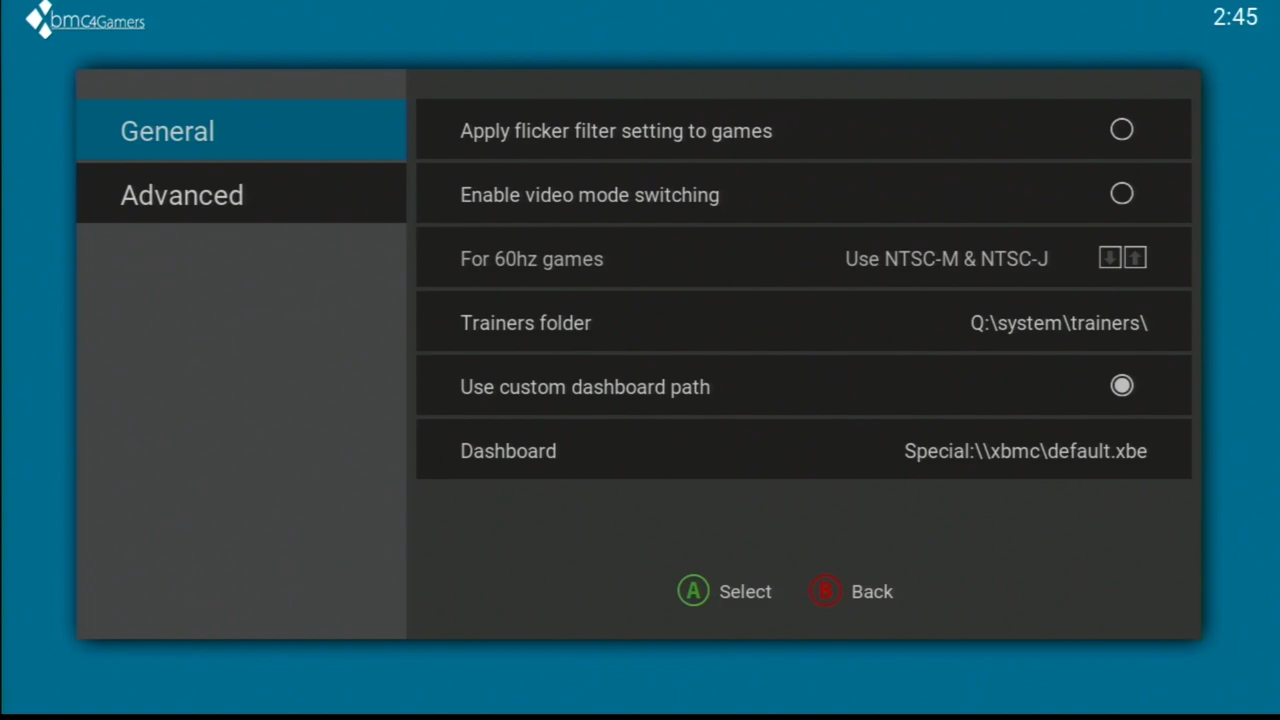 bmc4Gamers
2:45
General
Advanced
Apply flicker filter setting to games
Enable video mode switching
For 60hz games Use NTSC-M & NTSC-J
Trainers folder Q:\system\trainers\
Use custom dashboard path
Dashboard Special:\\xbmc\default.xbe
A Select B Back